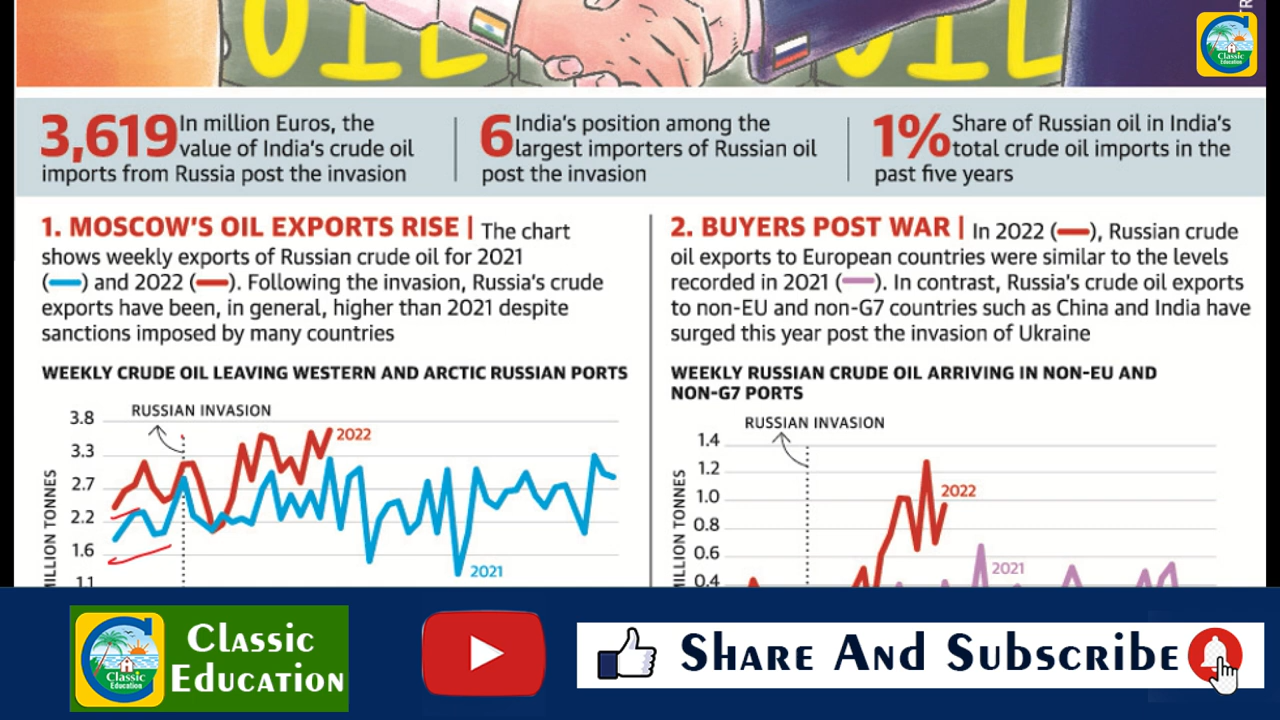 OIL OIL
Classic
Education
3,619 In million Euros, the
value of India's crude oil
imports from Russia post the invasion
6 India's position among the
largest importers of Russian oil
post the invasion
1% Share of Russian oil in India's
total crude oil imports in the
past five years
1. MOSCOW'S OIL EXPORTS RISE | The chart
shows weekly exports of Russian crude oil for 2021
( ) and 2022 ( ). Following the invasion, Russia's crude
exports have been, in general, higher than 2021 despite
sanctions imposed by many countries
WEEKLY CRUDE OIL LEAVING WESTERN AND ARCTIC RUSSIAN PORTS
RUSSIAN INVASION
3.8
3.3
2.7
2.2
1.6
1.1
MILLION TONNES
2022
2021
2. BUYERS POST WAR | In 2022 ( ), Russian crude
oil exports to European countries were similar to the levels
recorded in 2021 ( ). In contrast, Russia's crude oil exports
to non-EU and non-G7 countries such as China and India have
surged this year post the invasion of Ukraine
WEEKLY RUSSIAN CRUDE OIL ARRIVING IN NON-EU AND
NON-G7 PORTS
RUSSIAN INVASION
1.4
1.2
1.0
0.8
0.6
0.4
MILLION TONNES
2022
2021
Classic
Education
Classic
Education
Share And Subscribe